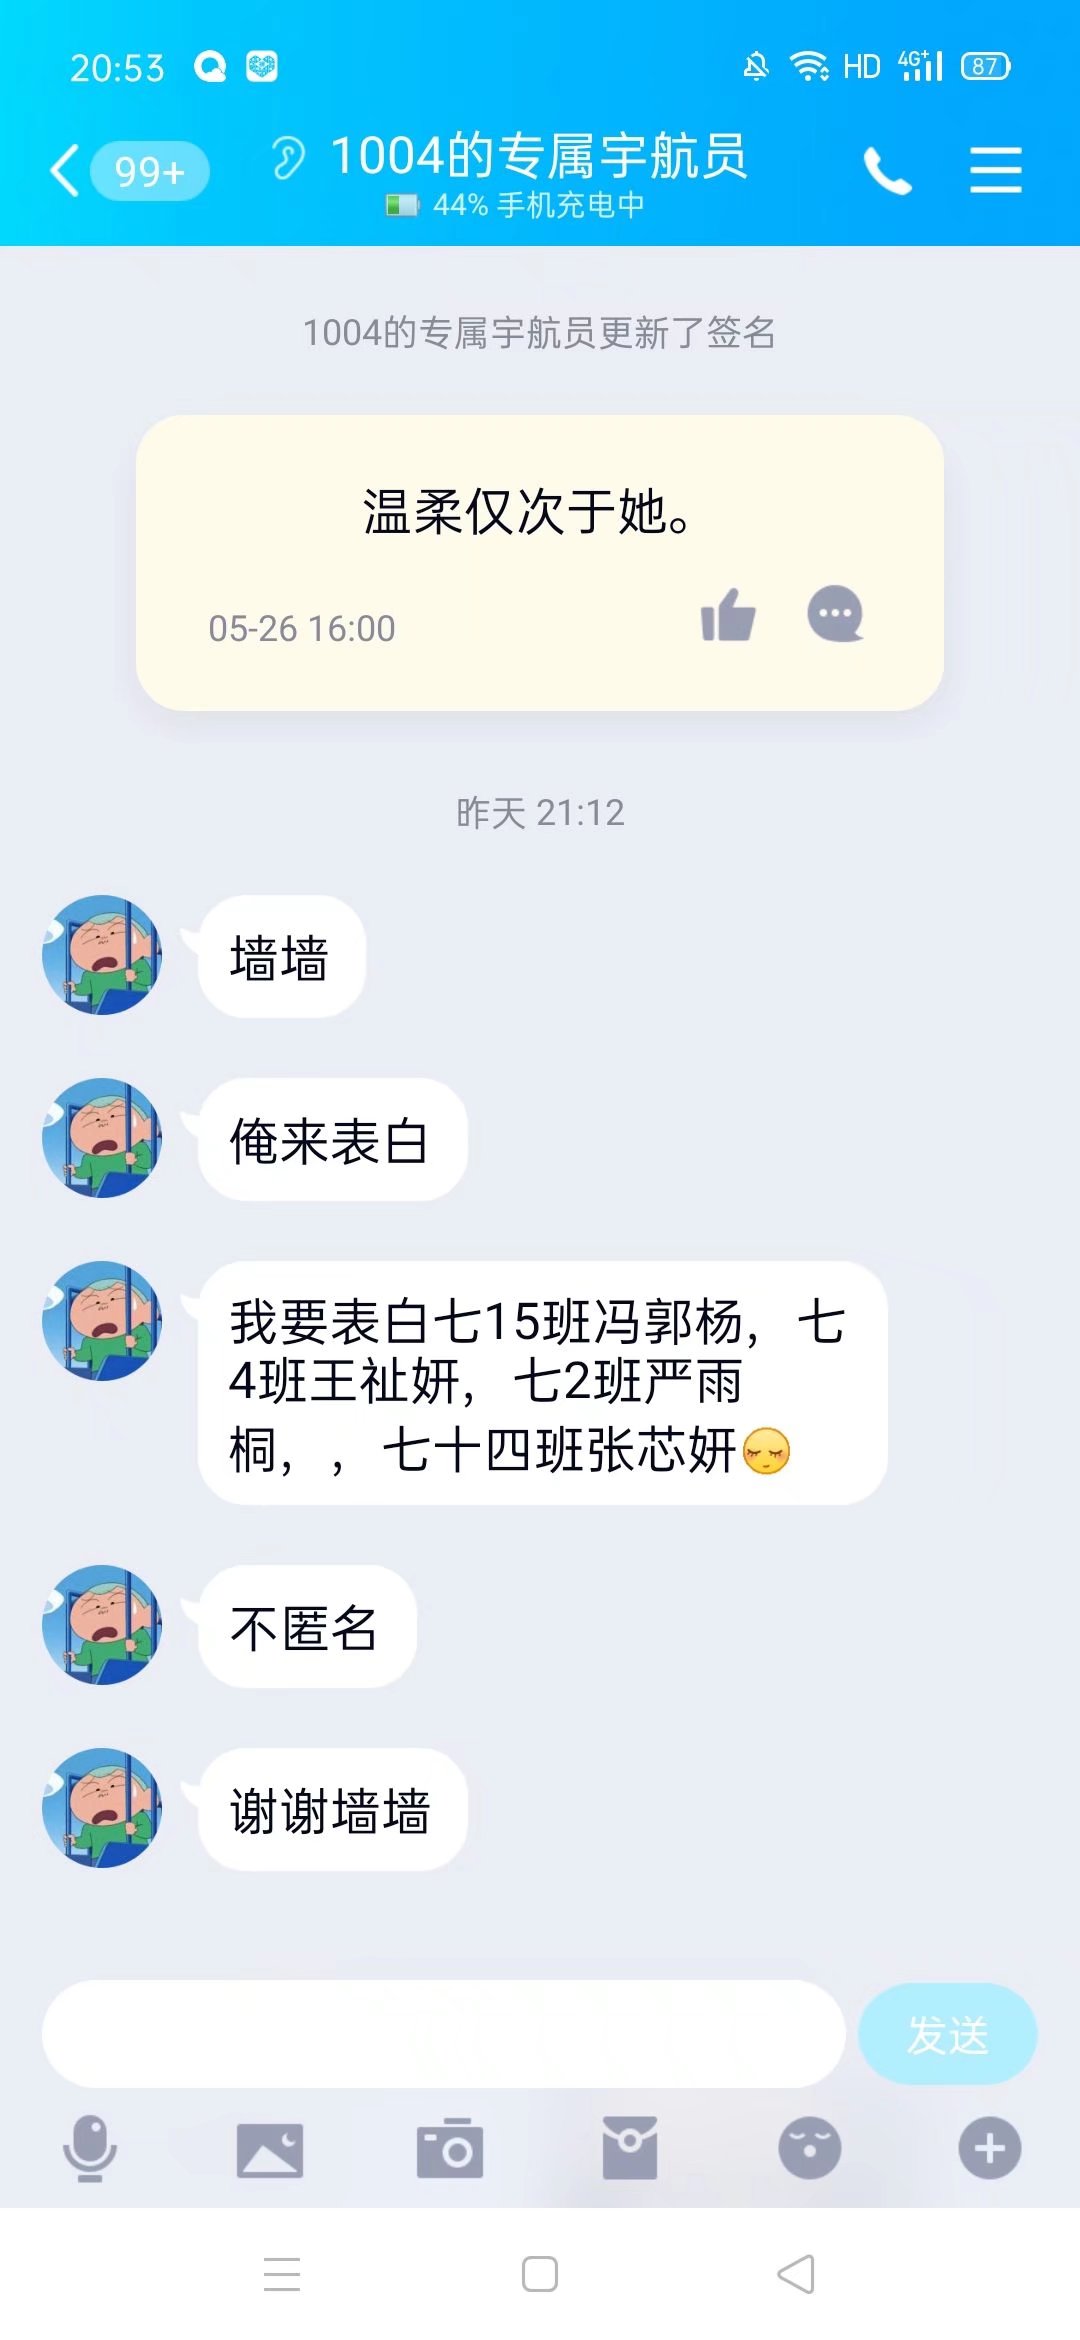 20:53
HD
4G+
87
99+
1004的专属宇航员
44% 手机充电中
1004的专属宇航员更新了签名
温柔仅次于她。
05-26 16:00
昨天 21:12
墙墙
俺来表白
我要表白七15班冯郭杨，七
4班王祉妍，七2班严雨
桐，，七十四班张芯妍
不匿名
谢谢墙墙
发送